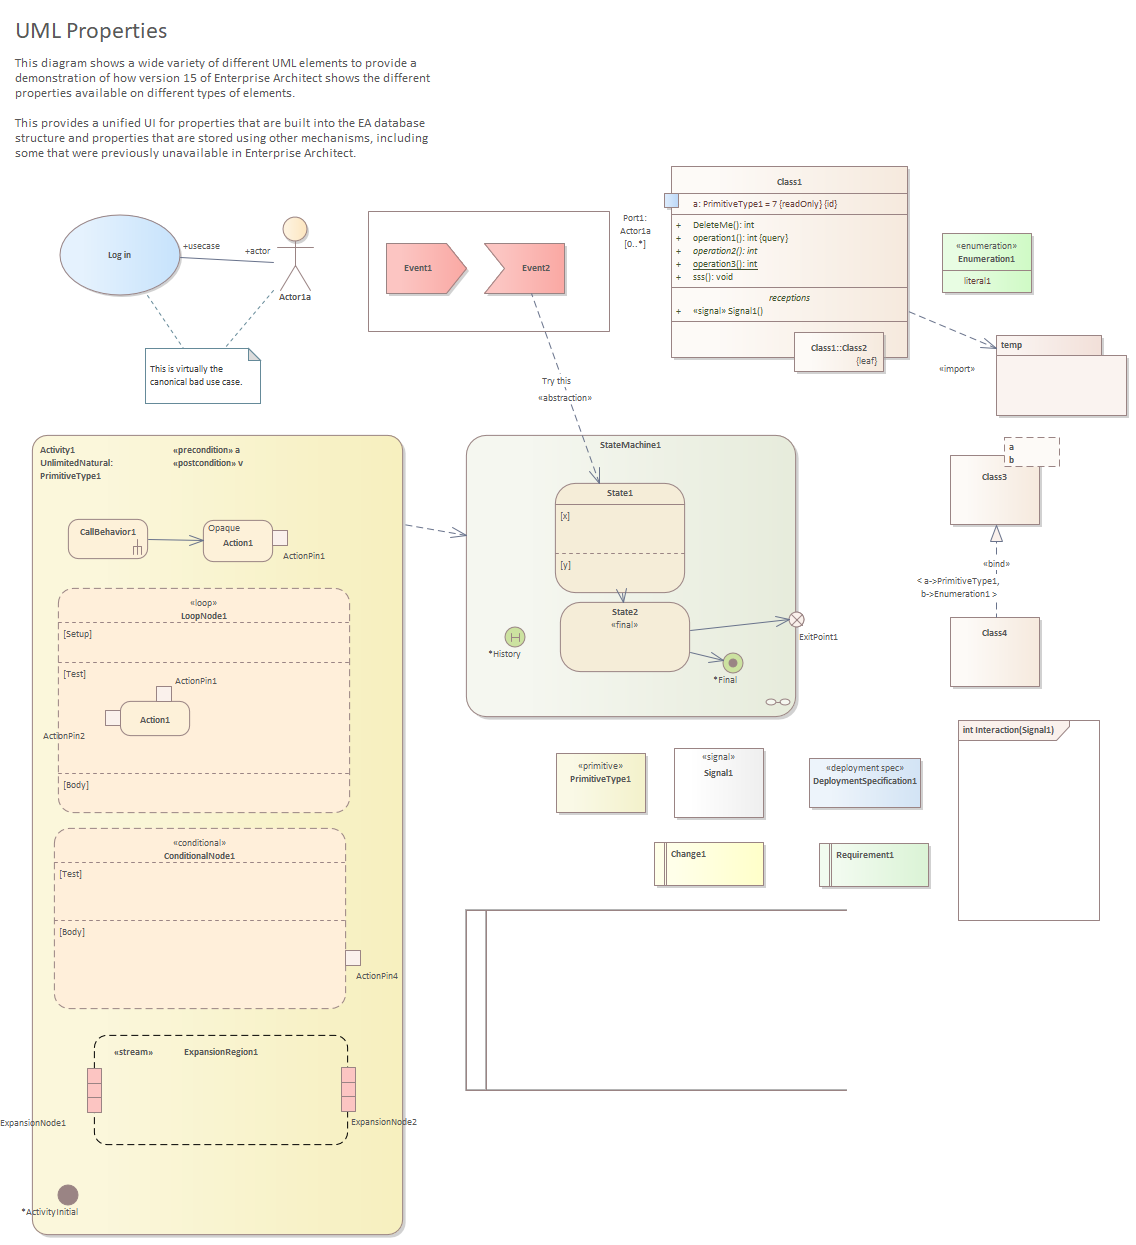 UML Properties
This diagram shows a wide variety of different UML elements to provide a
demonstration of how version 15 of Enterprise Architect shows the different
properties available on different types of elements.
This provides a unified UI for properties that are built into the EA database
structure and properties that are stored using other mechanisms, including
some that were previously unavailable in Enterprise Architect.
Log in
+usecase
+actor
Actor1a
This is virtually the
canonical bad use case.
Event1
Event2
Try this
«abstraction»
Port1:
Actor1a
[0..*]
Class1
a: PrimitiveType1 = 7 {readOnly} {id}
+ DeleteMe(): int
+ operation1(): int {query}
+ operation2(): int
+ operation3(): int
+ sss(): void
receptions
+ «signal» Signal1()
Class1::Class2
{leaf}
«enumeration»
Enumeration1
literal1
«import»
temp
Activity1
UnlimitedNatural:
PrimitiveType1
«precondition» a
«postcondition» v
CallBehavior1
Opaque
Action1
ActionPin1
«loop»
LoopNode1
[Setup]
[Test]
ActionPin1
Action1
ActionPin2
[Body]
«conditional»
ConditionalNode1
[Test]
[Body]
ActionPin4
«stream» ExpansionRegion1
ExpansionNode1
ExpansionNode2
*ActivityInitial
StateMachine1
State1
[x]
[y]
State2
«final»
*History
ExitPoint1
*Final
a
b
Class3
«bind»
< a->PrimitiveType1,
b->Enumeration1 >
Class4
«primitive»
PrimitiveType1
«signal»
Signal1
«deployment spec»
DeploymentSpecification1
Change1
Requirement1
int Interaction(Signal1)